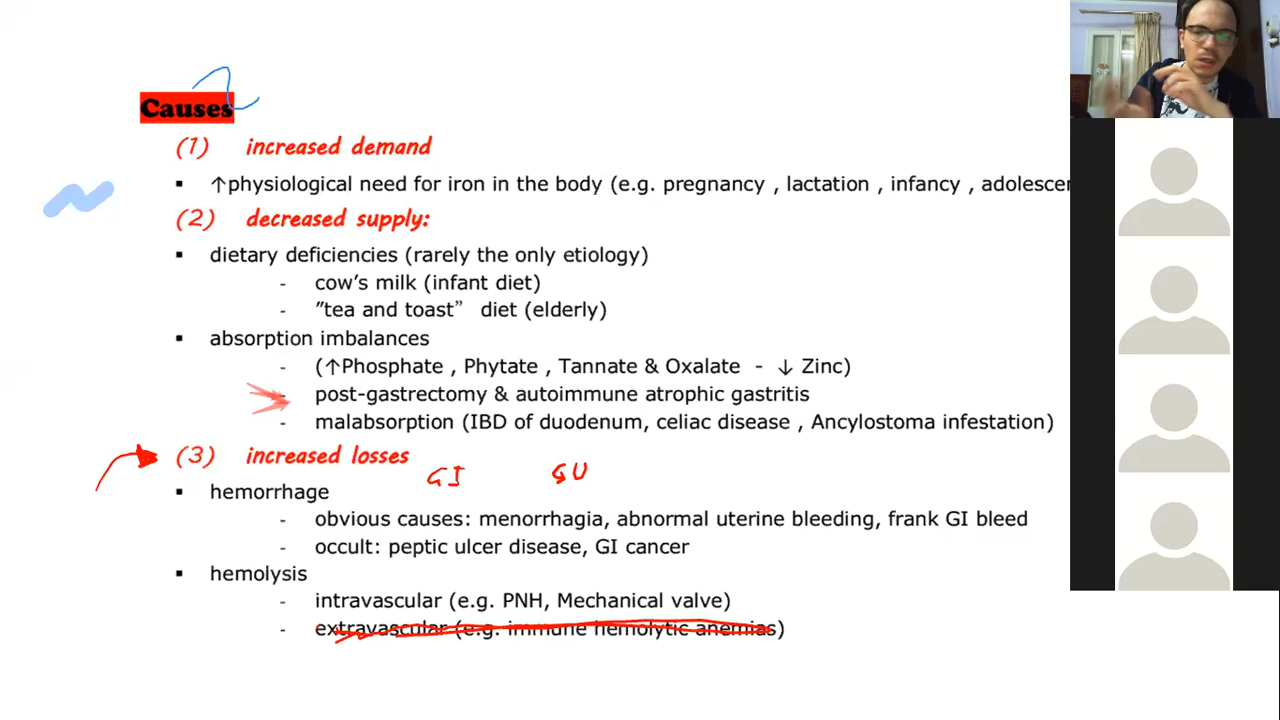 Causes
(1) increased demand
▪ ↑physiological need for iron in the body (e.g. pregnancy , lactation , infancy , adolescen
(2) decreased supply:
▪ dietary deficiencies (rarely the only etiology)
- cow's milk (infant diet)
- "tea and toast" diet (elderly)
▪ absorption imbalances
- (↑Phosphate , Phytate , Tannate & Oxalate - ↓ Zinc)
- post-gastrectomy & autoimmune atrophic gastritis
- malabsorption (IBD of duodenum, celiac disease , Ancylostoma infestation)
(3) increased losses
GI GU
▪ hemorrhage
- obvious causes: menorrhagia, abnormal uterine bleeding, frank GI bleed
- occult: peptic ulcer disease, GI cancer
▪ hemolysis
- intravascular (e.g. PNH, Mechanical valve)
- extravascular (e.g. immune hemolytic anemias)